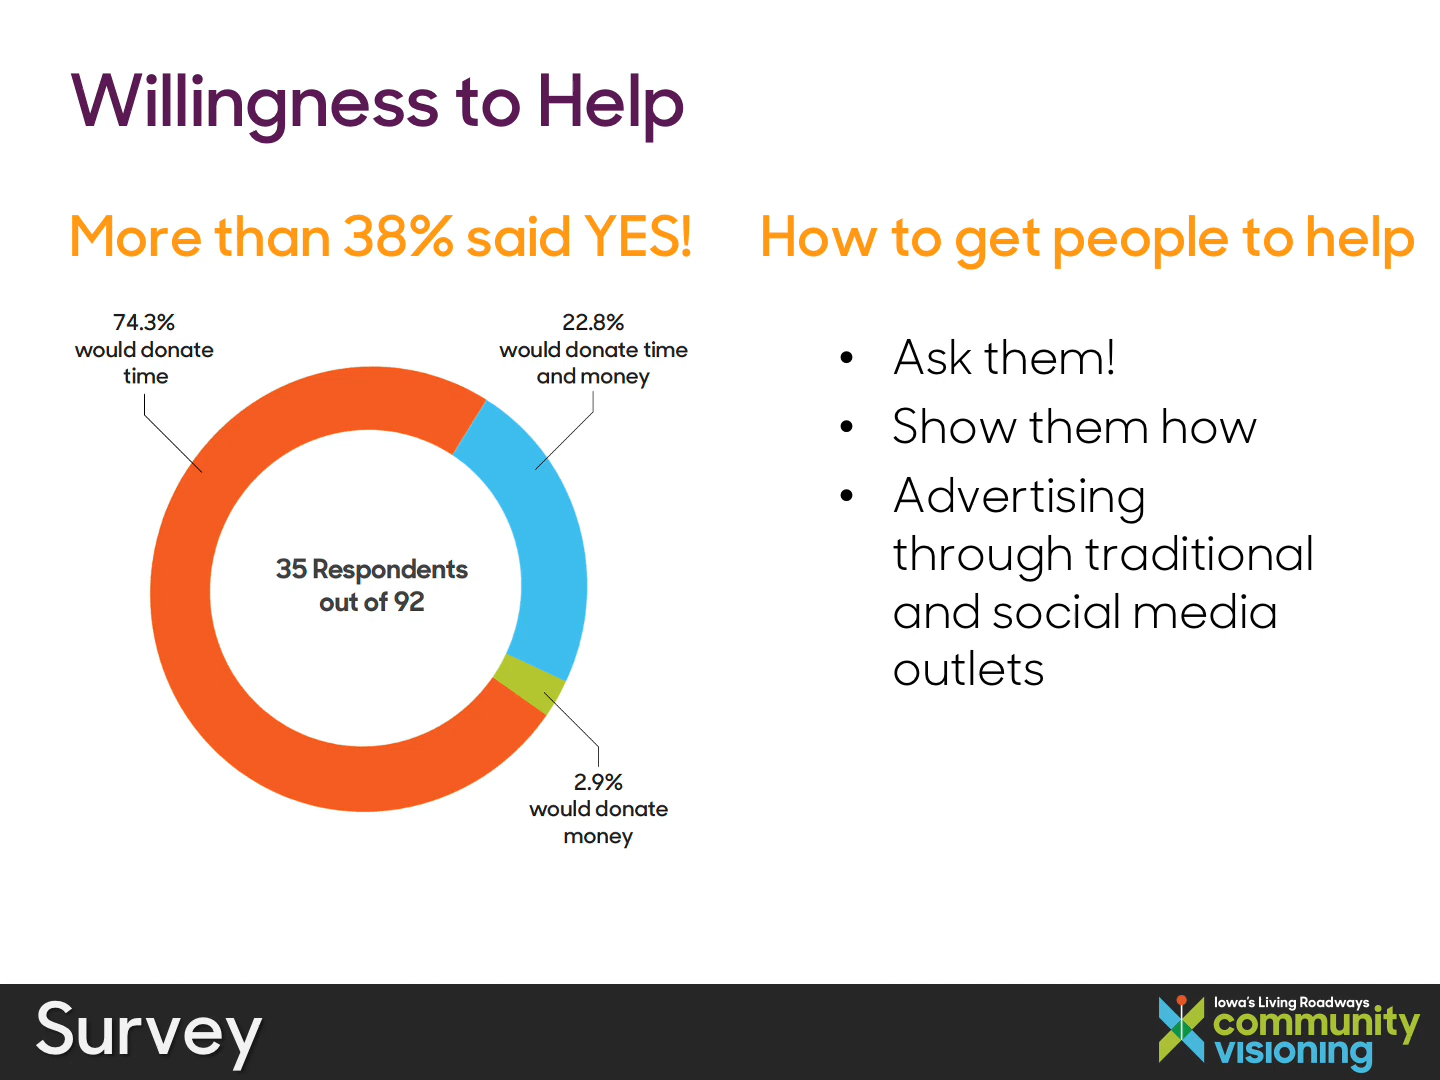 Willingness to Help
More than 38% said YES!
74.3%
would donate
time
22.8%
would donate time
and money
35 Respondents
out of 92
2.9%
would donate
money
How to get people to help
• Ask them!
• Show them how
• Advertising
through traditional
and social media
outlets
Survey
Iowa's Living Roadways
community
visioning